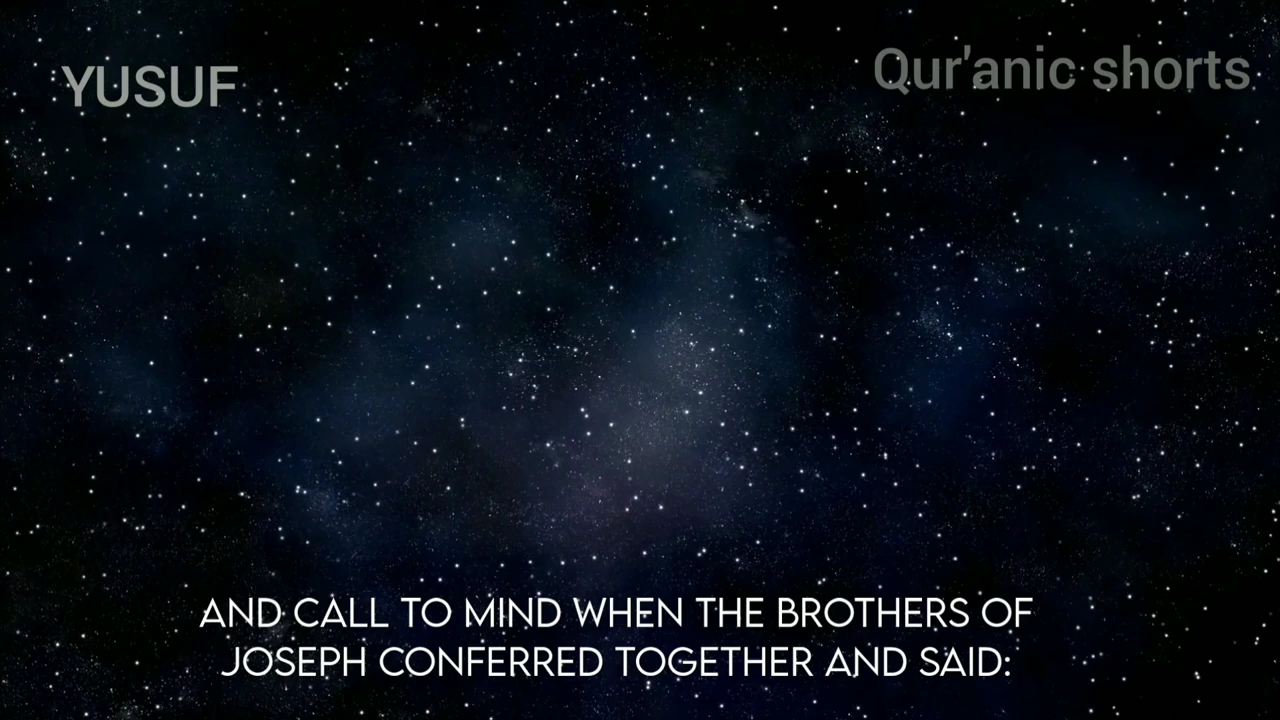 YUSUF
Qur'anic shorts
AND CALL TO MIND WHEN THE BROTHERS OF
JOSEPH CONFERRED TOGETHER AND SAID: